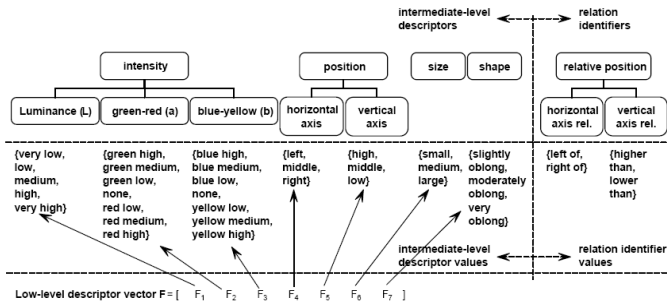 intermediate-level descriptors
relation identifiers
intensity
position
size
shape
relative position
Luminance (L)
green-red (a)
blue-yellow (b)
horizontal axis
vertical axis
horizontal axis rel.
vertical axis rel.
{very low,
low,
medium,
high,
very high}
{green high,
green medium,
green low,
none,
red low,
red medium,
red high}
{blue high,
blue medium,
blue low,
none,
yellow low,
yellow medium,
yellow high}
{left,
middle,
right}
{high,
middle,
low}
{small,
medium,
large}
{slightly
oblong,
moderately
oblong,
very
oblong}
{left of,
right of}
{higher
than,
lower
than}
intermediate-level descriptor values
relation identifier values
Low-level descriptor vector F = [ F1 F2 F3 F4 F5 F6 F7 ]